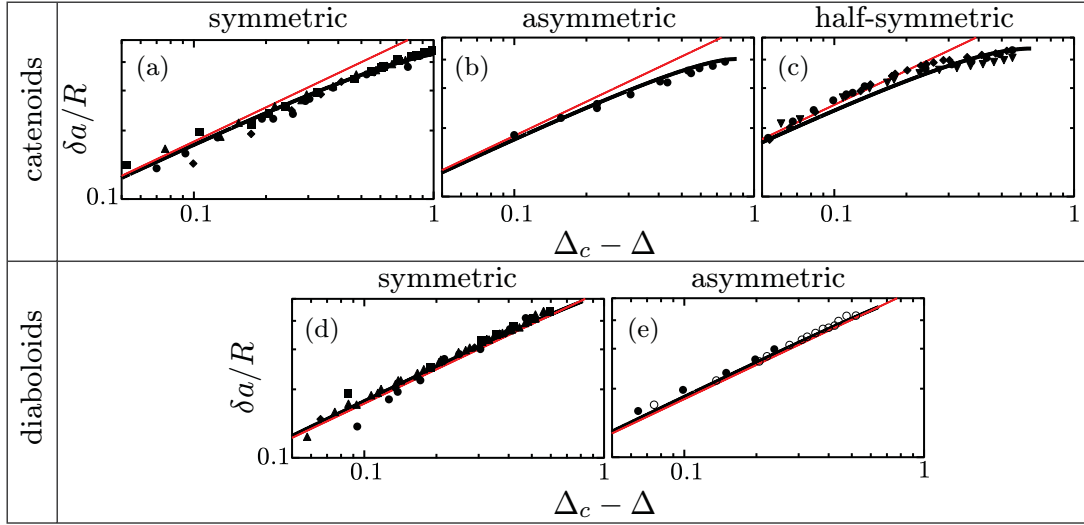 symmetric asymmetric half-symmetric
catenoids
δa/R
(a) (b) (c)
0.1
0.1 1 0.1 1 0.1 1
Δc − Δ
symmetric asymmetric
diaboloids
δa/R
(d) (e)
0.1
0.1 1 0.1 1
Δc − Δ